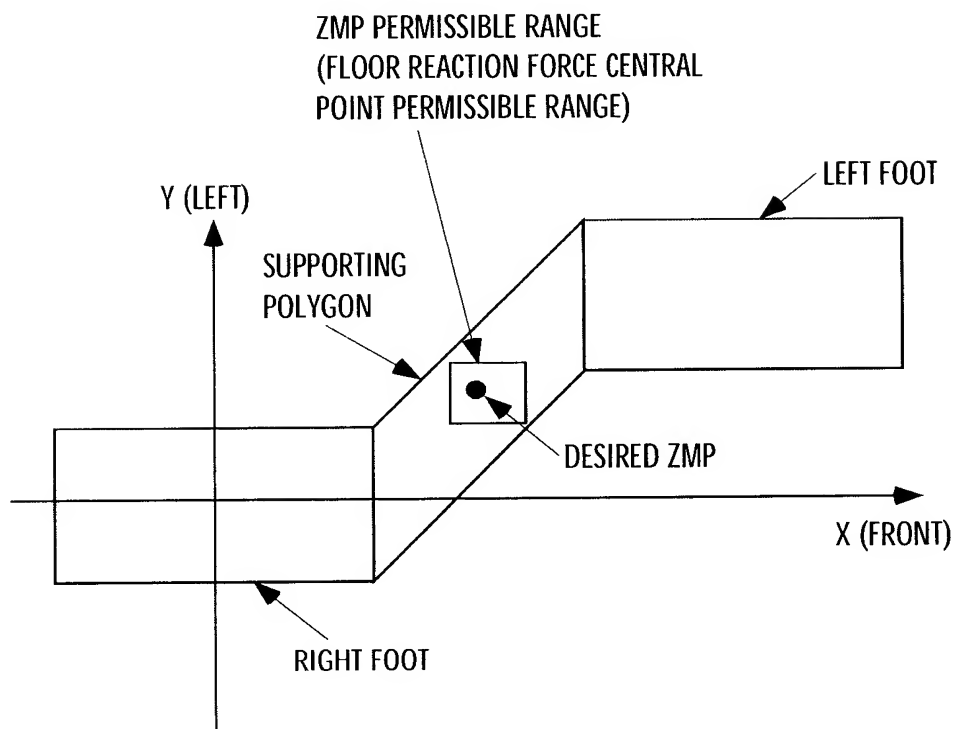 ZMP PERMISSIBLE RANGE
(FLOOR REACTION FORCE CENTRAL
POINT PERMISSIBLE RANGE)
LEFT FOOT
Y (LEFT)
SUPPORTING
POLYGON
DESIRED ZMP
X (FRONT)
RIGHT FOOT